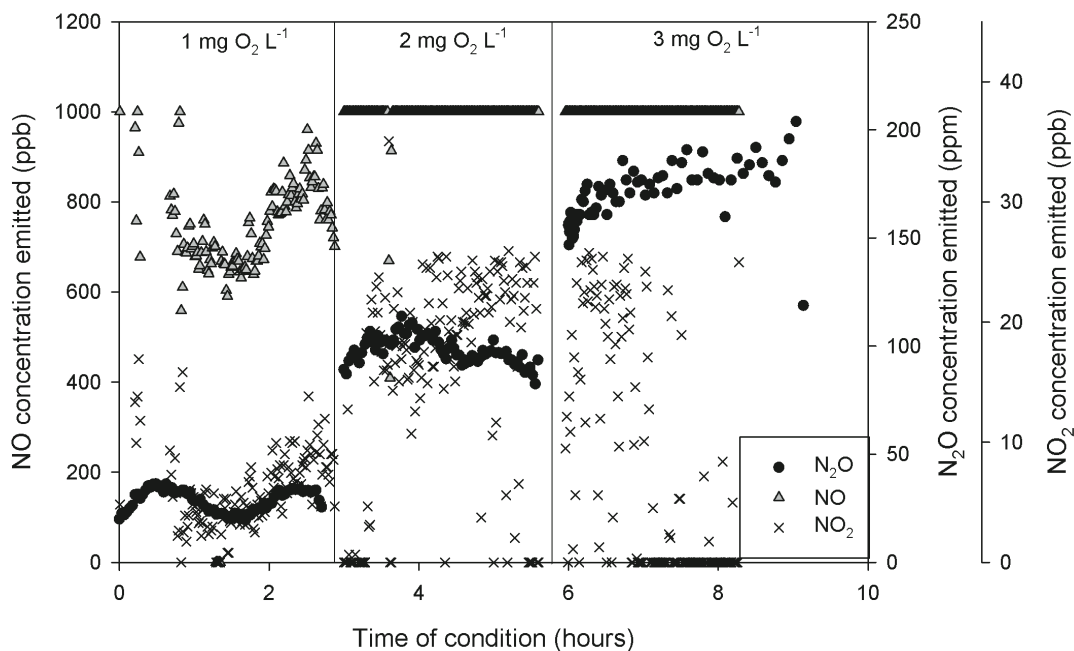 1 mg O₂ L⁻¹ 2 mg O₂ L⁻¹ 3 mg O₂ L⁻¹
NO concentration emitted (ppb)
1200
1000
800
600
400
200
0
0 2 4 6 8 10
Time of condition (hours)
250
200
150
100
50
0
N₂O concentration emitted (ppm)
40
30
20
10
0
NO₂ concentration emitted (ppb)
N₂O
NO
NO₂